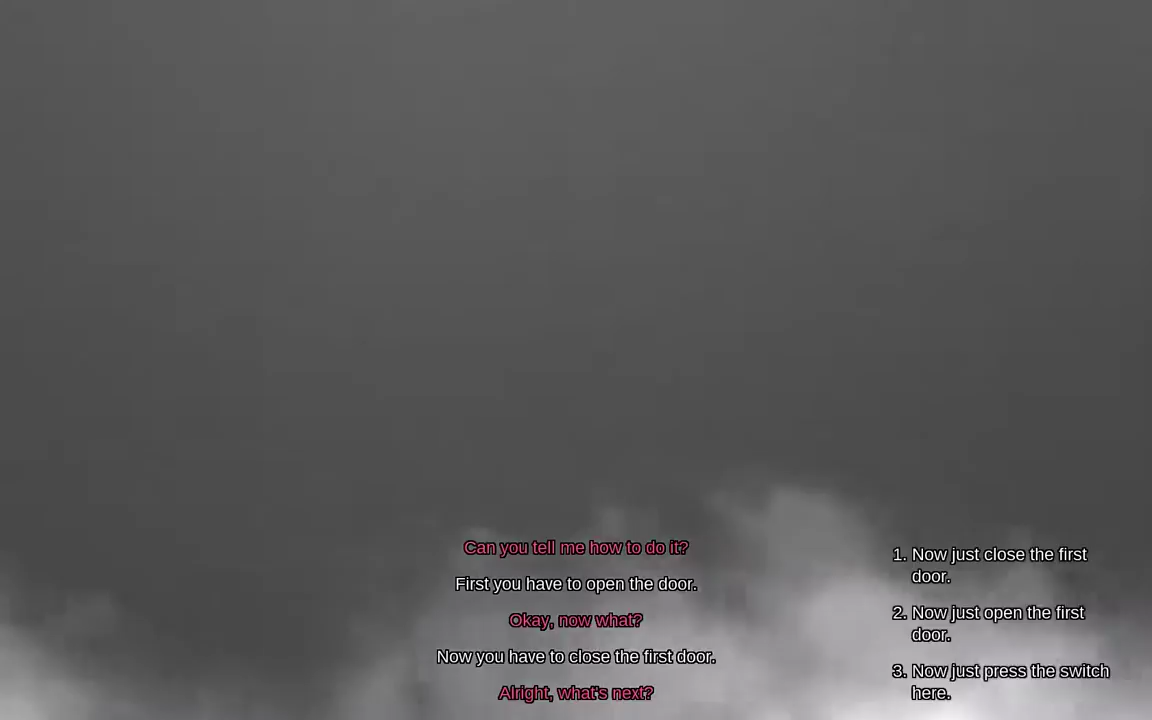 Can you tell me how to do it?
First you have to open the door.
Okay, now what?
Now you have to close the first door.
Alright, what's next?
1. Now just close the first
door.
2. Now just open the first
door.
3. Now just press the switch
here.